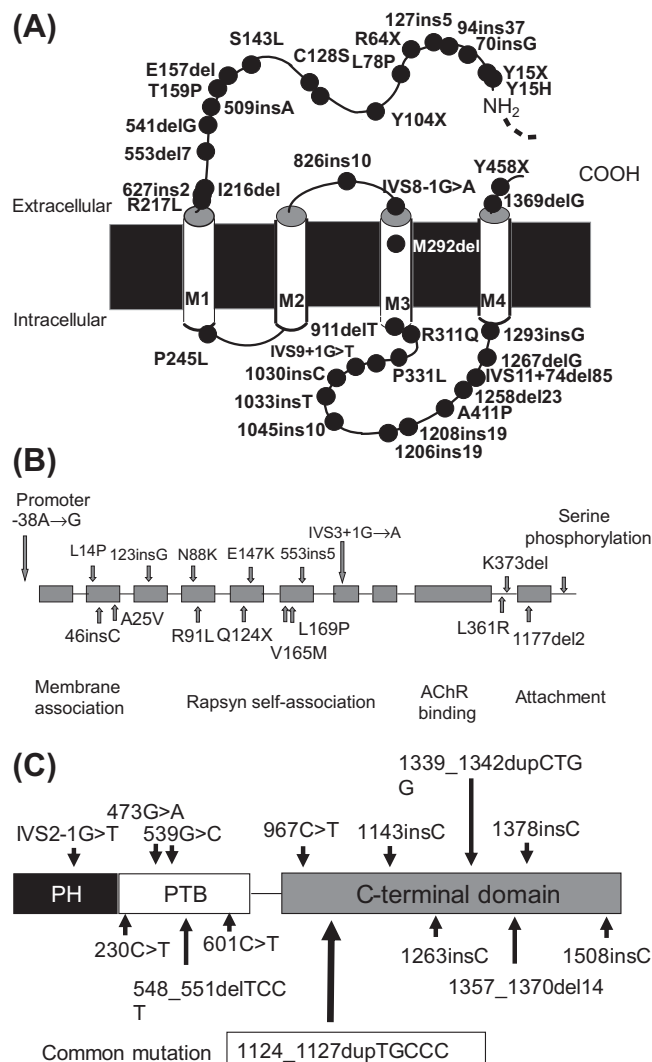 (A)
127ins5
R64X
94ins37
S143L
C128S
L78P
70insG
E157del
Y15X
T159P
Y15H
509insA
NH2
Y104X
541delG
553del7
826ins10
Y458X
COOH
627ins2
I216del
IVS8-1G>A
1369delG
Extracellular
R217L
M292del
M1
M2
M3
M4
Intracellular
911delT
R311Q
1293insG
P245L
IVS9+1G>T
1267delG
1030insC
P331L
IVS11+74del85
1033insT
1258del23
A411P
1045ins10
1208ins19
1206ins19
(B)
Promoter
-38A→G
IVS3+1G→A
Serine
phosphorylation
L14P
123insG
N88K
E147K
553ins5
K373del
46insC
A25V
R91L
Q124X
L169P
V165M
L361R
1177del2
Membrane
association
Rapsyn self-association
AChR
binding
Attachment
(C)
1339_1342dupCTG
G
473G>A
IVS2-1G>T
539G>C
967C>T
1143insC
1378insC
PH
PTB
C-terminal domain
230C>T
601C>T
1263insC
1508insC
548_551delTCC
T
1357_1370del14
Common mutation
1124_1127dupTGCCC